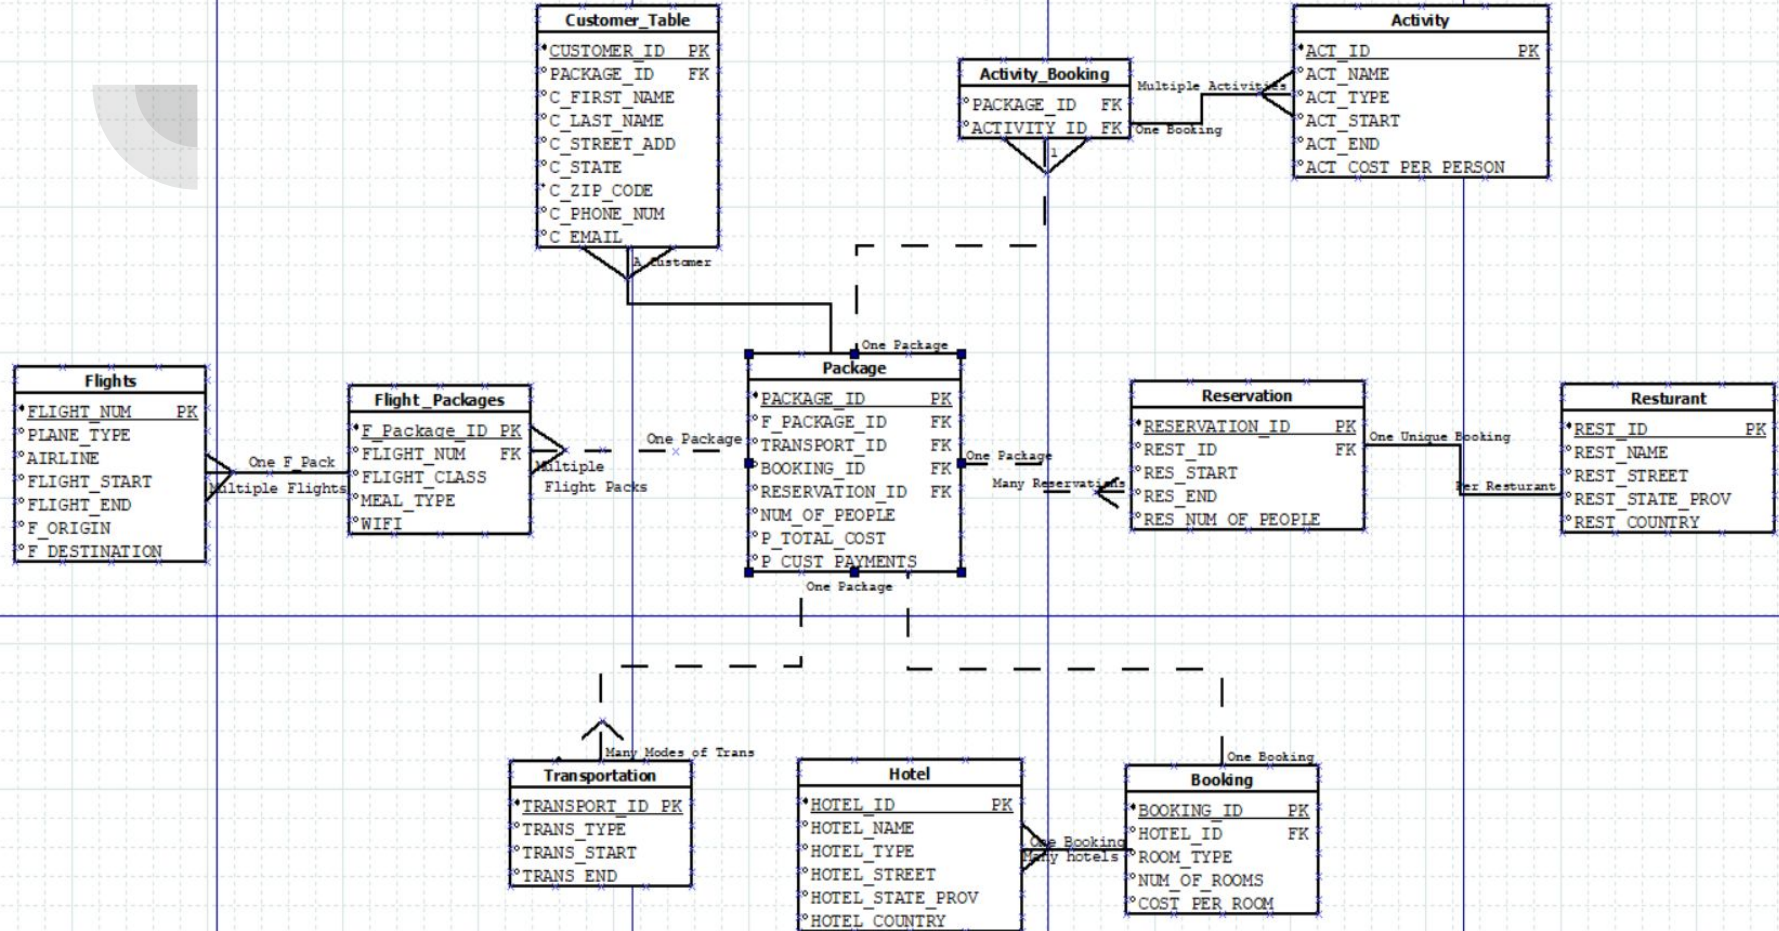 Customer_Table
CUSTOMER_ID PK
PACKAGE_ID FK
C_FIRST_NAME
C_LAST_NAME
C_STREET_ADD
C_STATE
C_ZIP_CODE
C_PHONE_NUM
C_EMAIL
A Customer
Activity_Booking
PACKAGE_ID FK
ACTIVITY_ID FK
1
Multiple Activities
One Booking
Activity
ACT_ID PK
ACT_NAME
ACT_TYPE
ACT_START
ACT_END
ACT_COST_PER_PERSON
Flights
FLIGHT_NUM PK
PLANE_TYPE
AIRLINE
FLIGHT_START
FLIGHT_END
F_ORIGIN
F_DESTINATION
One F_Pack
Multiple Flights
Flight_Packages
F_Package_ID PK
FLIGHT_NUM FK
FLIGHT_CLASS
MEAL_TYPE
WIFI
One Package
Multiple
Flight Packs
One Package
Package
PACKAGE_ID PK
F_PACKAGE_ID FK
TRANSPORT_ID FK
BOOKING_ID FK
RESERVATION_ID FK
NUM_OF_PEOPLE
P_TOTAL_COST
P_CUST_PAYMENTS
One Package
One Package
Many Reservations
Reservation
RESERVATION_ID PK
REST_ID FK
RES_START
RES_END
RES_NUM_OF_PEOPLE
One Unique Booking
Per Resturant
Resturant
REST_ID PK
REST_NAME
REST_STREET
REST_STATE_PROV
REST_COUNTRY
Many Modes of Trans
Transportation
TRANSPORT_ID PK
TRANS_TYPE
TRANS_START
TRANS_END
Hotel
HOTEL_ID PK
HOTEL_NAME
HOTEL_TYPE
HOTEL_STREET
HOTEL_STATE_PROV
HOTEL_COUNTRY
One Booking
Many hotels
One Booking
Booking
BOOKING_ID PK
HOTEL_ID FK
ROOM_TYPE
NUM_OF_ROOMS
COST_PER_ROOM